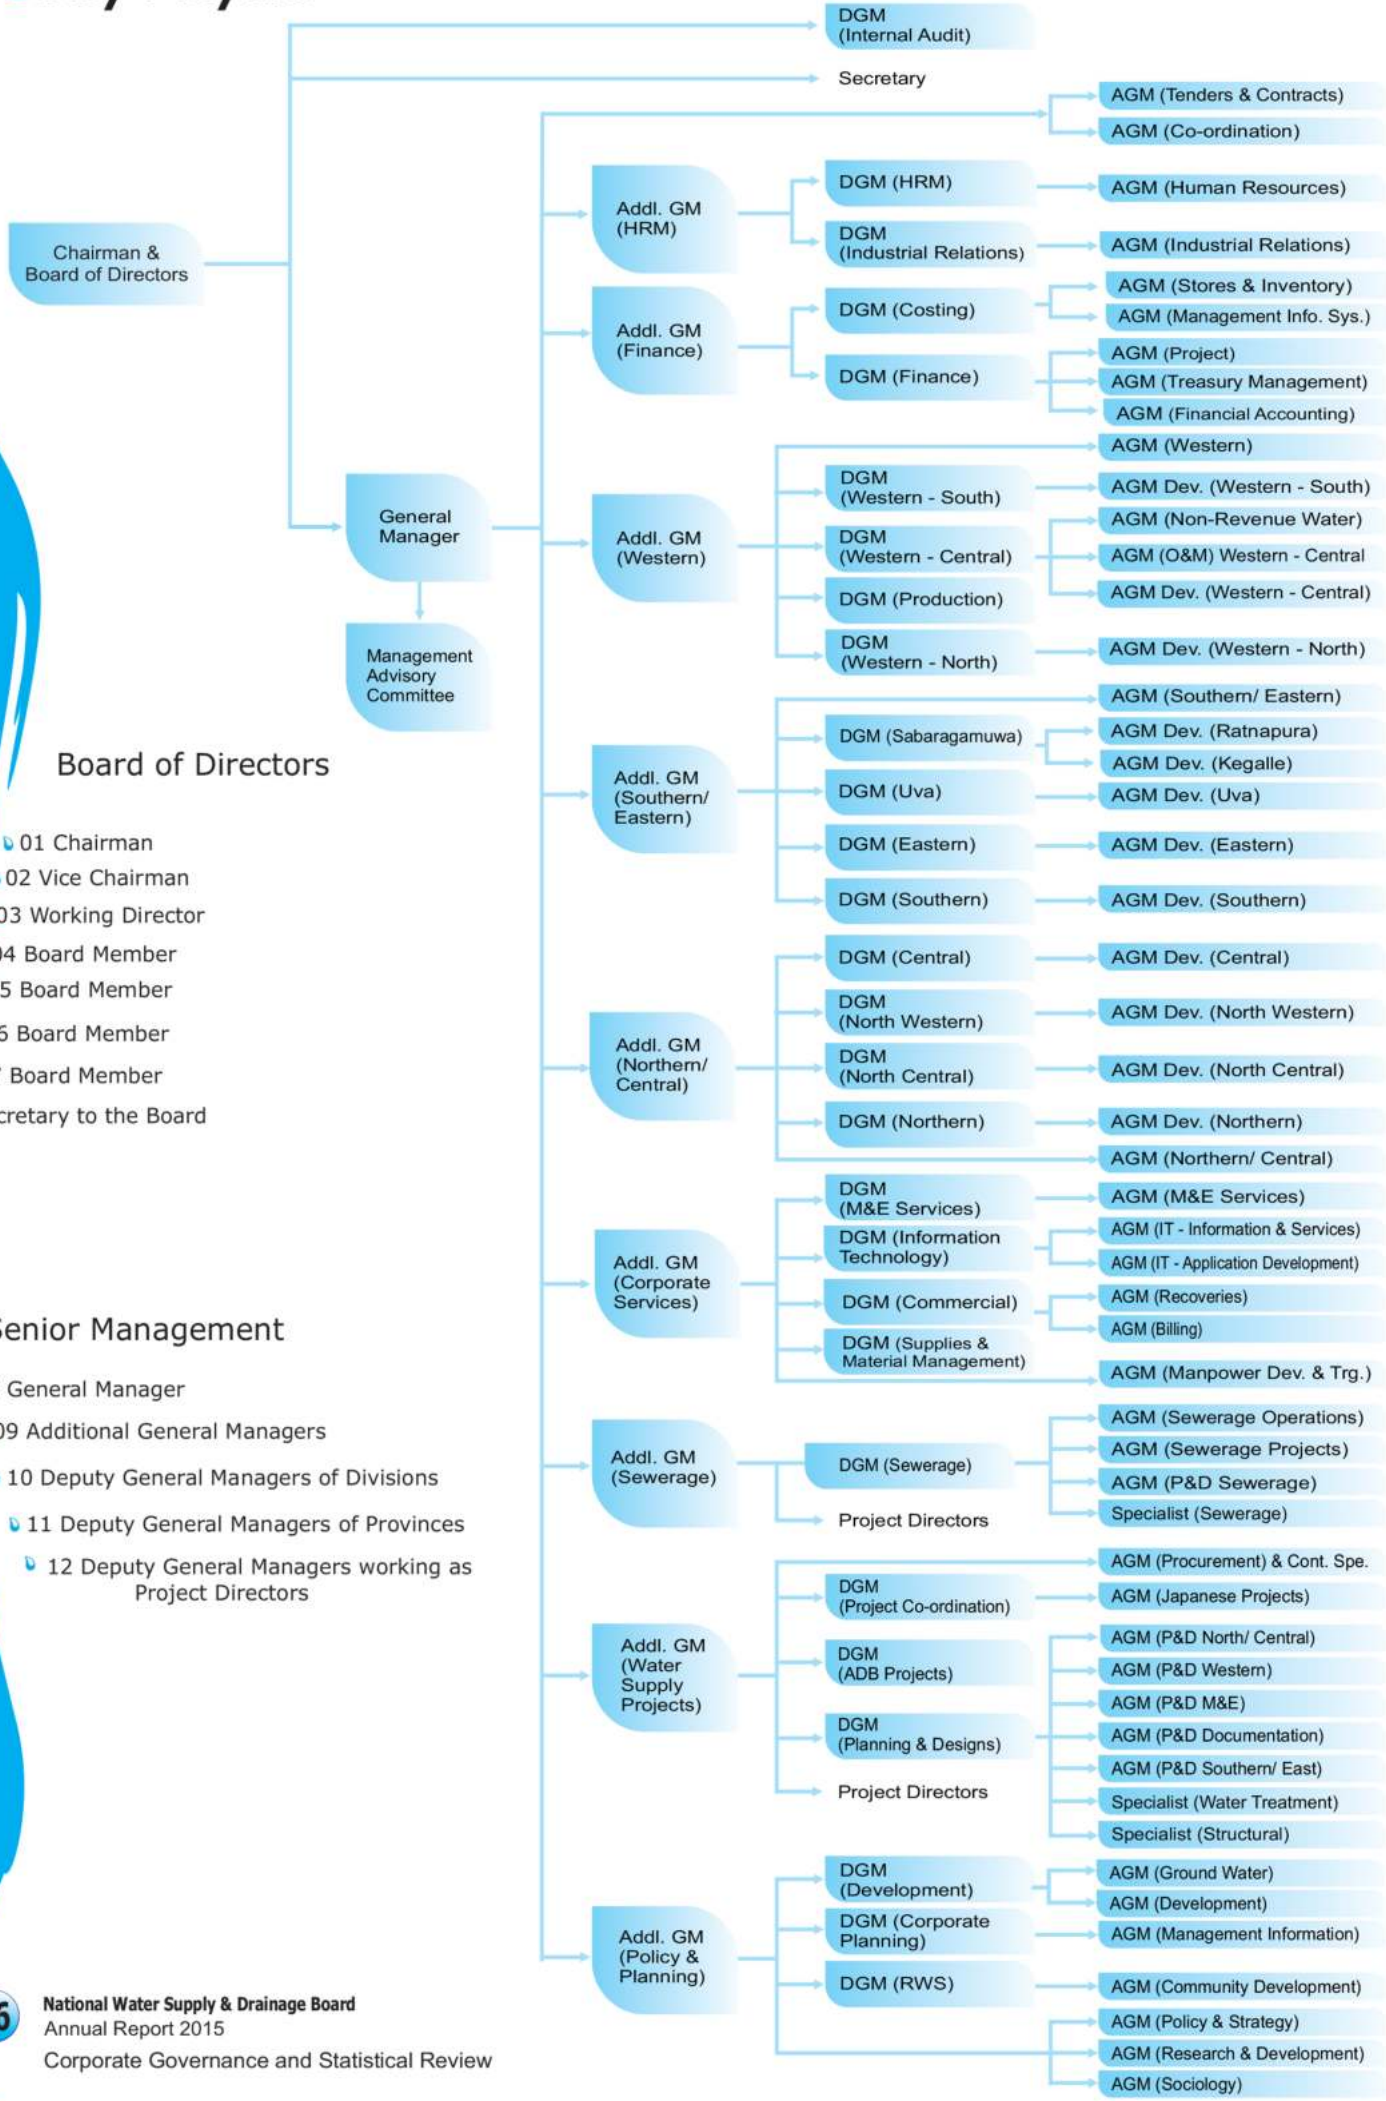 DGM
(Internal Audit)
Secretary
AGM (Tenders & Contracts)
AGM (Co-ordination)
Chairman &
Board of Directors
General
Manager
Management
Advisory
Committee
Addl. GM
(HRM)
DGM (HRM)
AGM (Human Resources)
DGM
(Industrial Relations)
AGM (Industrial Relations)
Addl. GM
(Finance)
DGM (Costing)
AGM (Stores & Inventory)
AGM (Management Info. Sys.)
DGM (Finance)
AGM (Project)
AGM (Treasury Management)
AGM (Financial Accounting)
Addl. GM
(Western)
AGM (Western)
DGM
(Western - South)
AGM Dev. (Western - South)
DGM
(Western - Central)
AGM (Non-Revenue Water)
AGM (O&M) Western - Central
AGM Dev. (Western - Central)
DGM (Production)
DGM
(Western - North)
AGM Dev. (Western - North)
Addl. GM
(Southern/
Eastern)
AGM (Southern/ Eastern)
DGM (Sabaragamuwa)
AGM Dev. (Ratnapura)
AGM Dev. (Kegalle)
DGM (Uva)
AGM Dev. (Uva)
DGM (Eastern)
AGM Dev. (Eastern)
DGM (Southern)
AGM Dev. (Southern)
Addl. GM
(Northern/
Central)
DGM (Central)
AGM Dev. (Central)
DGM
(North Western)
AGM Dev. (North Western)
DGM
(North Central)
AGM Dev. (North Central)
DGM (Northern)
AGM Dev. (Northern)
AGM (Northern/ Central)
Addl. GM
(Corporate
Services)
DGM
(M&E Services)
AGM (M&E Services)
DGM (Information
Technology)
AGM (IT - Information & Services)
AGM (IT - Application Development)
DGM (Commercial)
AGM (Recoveries)
AGM (Billing)
DGM (Supplies &
Material Management)
AGM (Manpower Dev. & Trg.)
Addl. GM
(Sewerage)
DGM (Sewerage)
AGM (Sewerage Operations)
AGM (Sewerage Projects)
AGM (P&D Sewerage)
Specialist (Sewerage)
Project Directors
Addl. GM
(Water
Supply
Projects)
AGM (Procurement) & Cont. Spe.
DGM
(Project Co-ordination)
AGM (Japanese Projects)
DGM
(ADB Projects)
DGM
(Planning & Designs)
AGM (P&D North/ Central)
AGM (P&D Western)
AGM (P&D M&E)
AGM (P&D Documentation)
AGM (P&D Southern/ East)
Specialist (Water Treatment)
Specialist (Structural)
Project Directors
Addl. GM
(Policy &
Planning)
DGM
(Development)
AGM (Ground Water)
AGM (Development)
DGM (Corporate
Planning)
AGM (Management Information)
DGM (RWS)
AGM (Community Development)
AGM (Policy & Strategy)
AGM (Research & Development)
AGM (Sociology)
Board of Directors
01 Chairman
02 Vice Chairman
03 Working Director
04 Board Member
5 Board Member
6 Board Member
Board Member
cretary to the Board
Senior Management
General Manager
09 Additional General Managers
10 Deputy General Managers of Divisions
11 Deputy General Managers of Provinces
12 Deputy General Managers working as
Project Directors
6
National Water Supply & Drainage Board
Annual Report 2015
Corporate Governance and Statistical Review